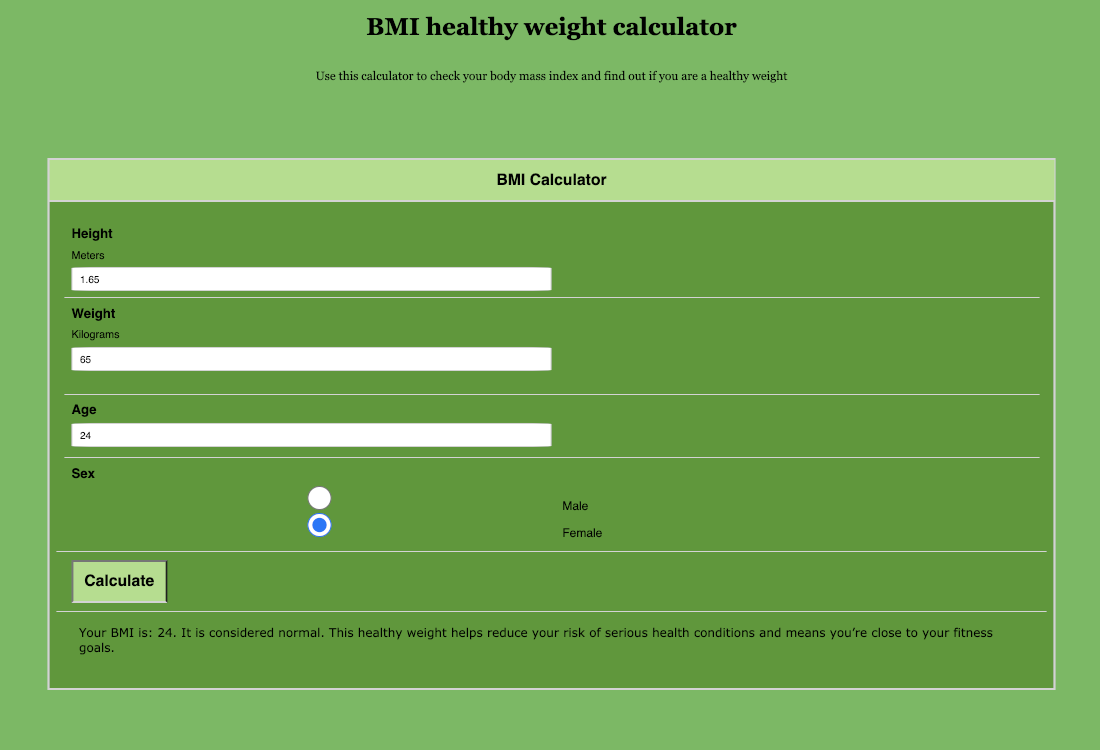 BMI healthy weight calculator
Use this calculator to check your body mass index and find out if you are a healthy weight
BMI Calculator
Height
Meters
1.65
Weight
Kilograms
65
Age
24
Sex
Male
Female
Calculate
Your BMI is: 24. It is considered normal. This healthy weight helps reduce your risk of serious health conditions and means you’re close to your fitness
goals.